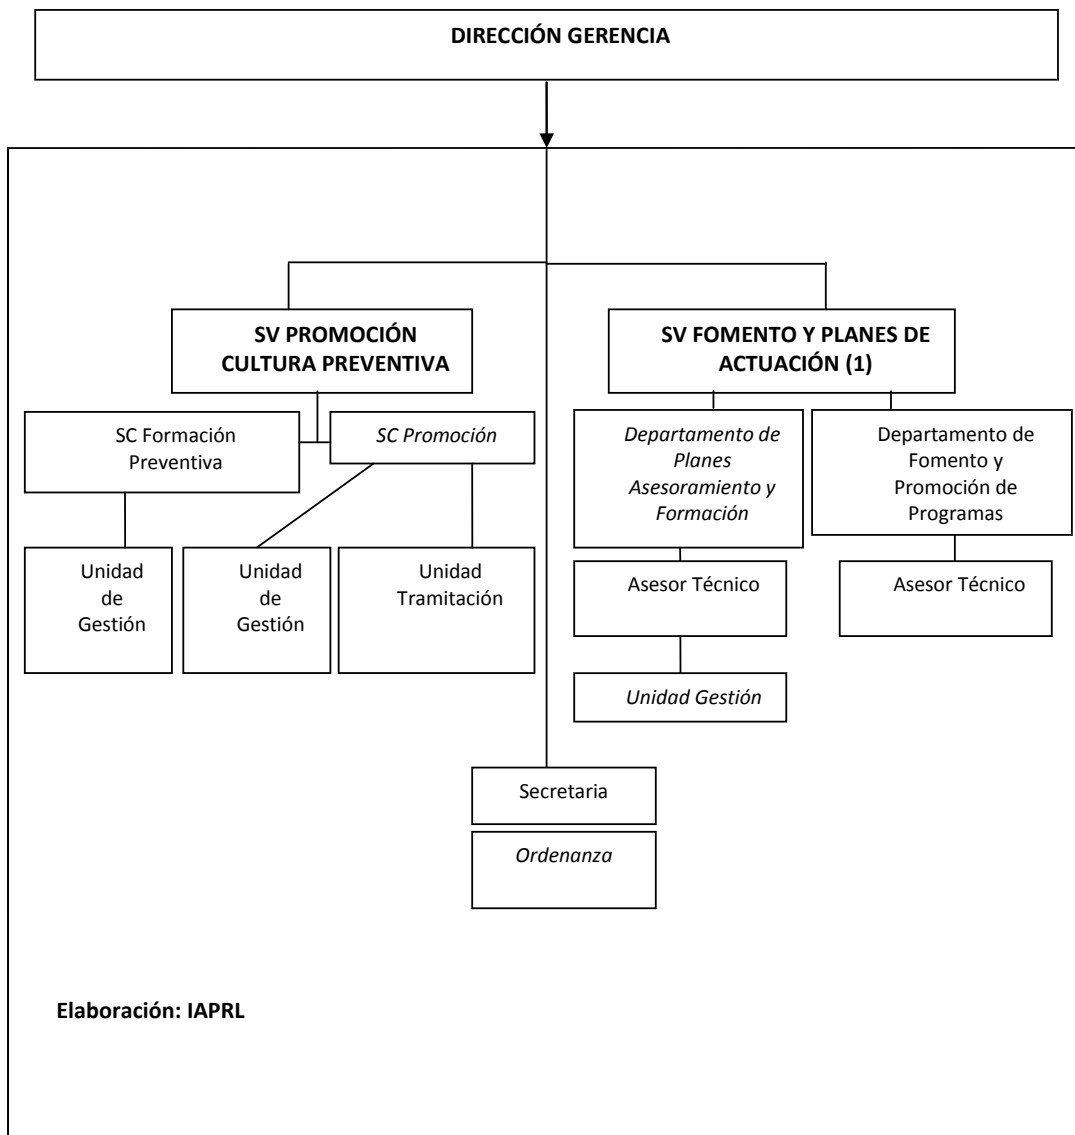 DIRECCIÓN GERENCIA
SV PROMOCIÓN
CULTURA PREVENTIVA
SV FOMENTO Y PLANES DE
ACTUACIÓN (1)
SC Formación
Preventiva
SC Promoción
Departamento de
Planes
Asesoramiento y
Formación
Departamento de
Fomento y
Promoción de
Programas
Unidad
de
Gestión
Unidad
de
Gestión
Unidad
Tramitación
Asesor Técnico
Asesor Técnico
Unidad Gestión
Secretaria
Ordenanza
Elaboración: IAPRL